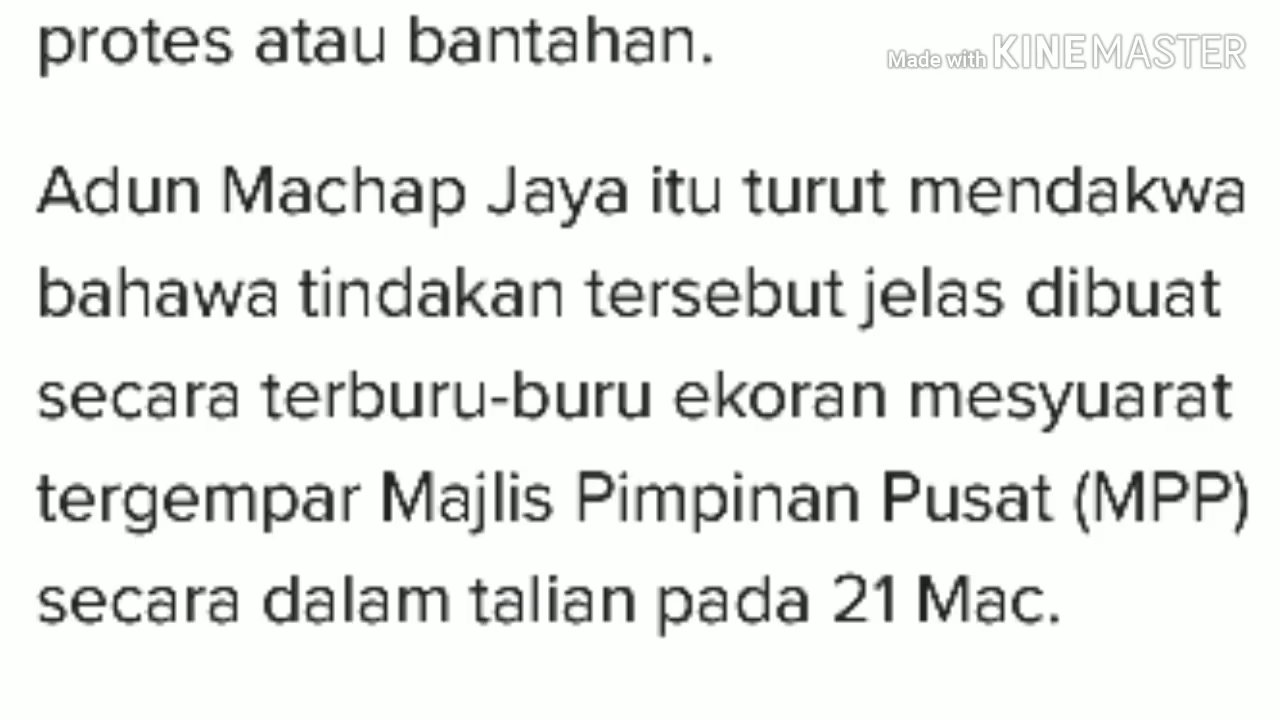 protes atau bantahan.
Made with KINEMASTER
Adun Machap Jaya itu turut mendakwa
bahawa tindakan tersebut jelas dibuat
secara terburu-buru ekoran mesyuarat
tergempar Majlis Pimpinan Pusat (MPP)
secara dalam talian pada 21 Mac.